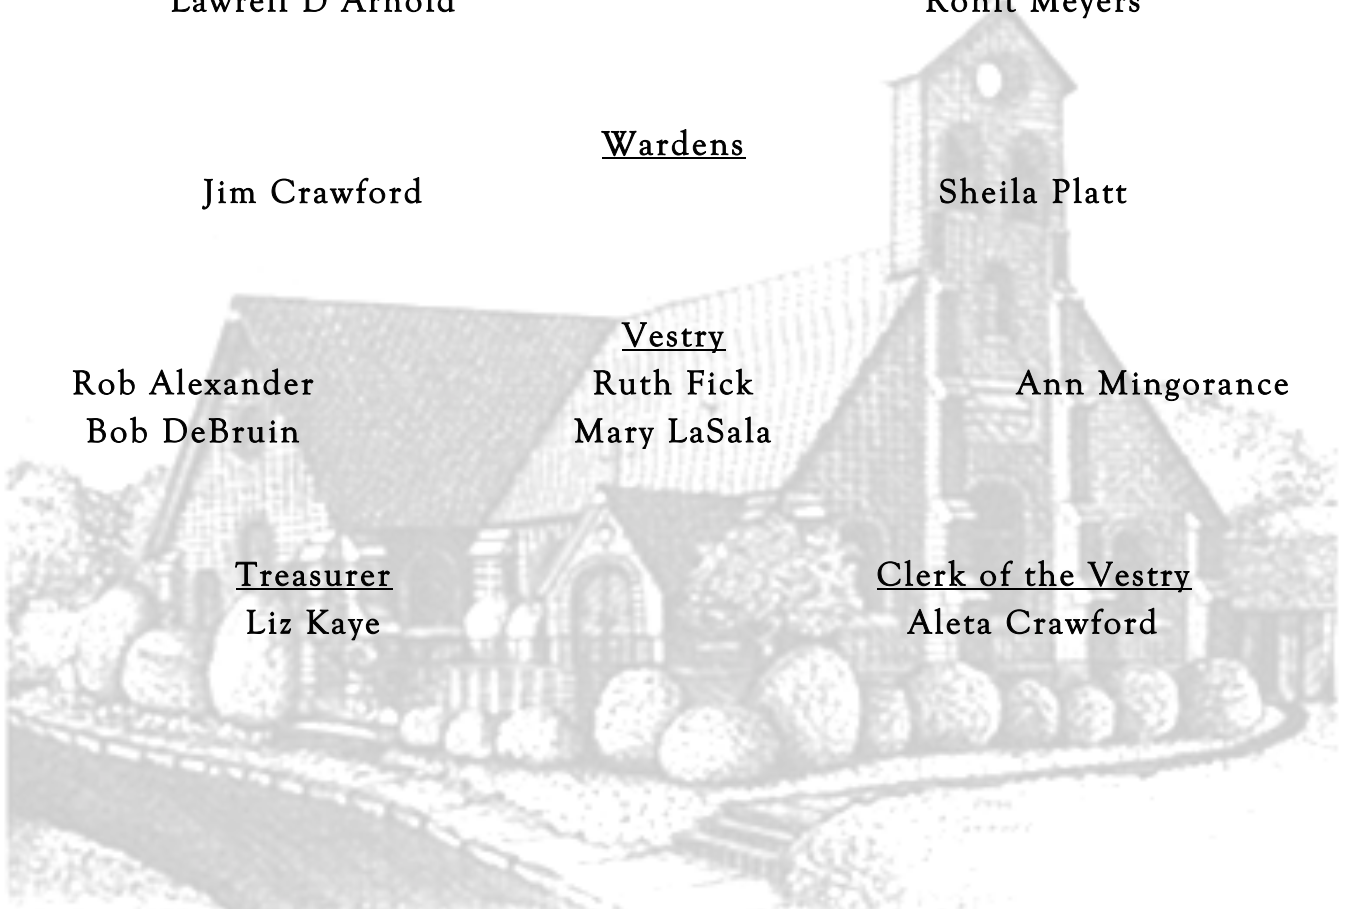 Meyers
Wardens
Jim Crawford Sheila Platt
Vestry
Rob Alexander Ruth Fick Ann Mingorance
Bob DeBruin Mary LaSala
Treasurer Clerk of the Vestry
Liz Kaye Aleta Crawford